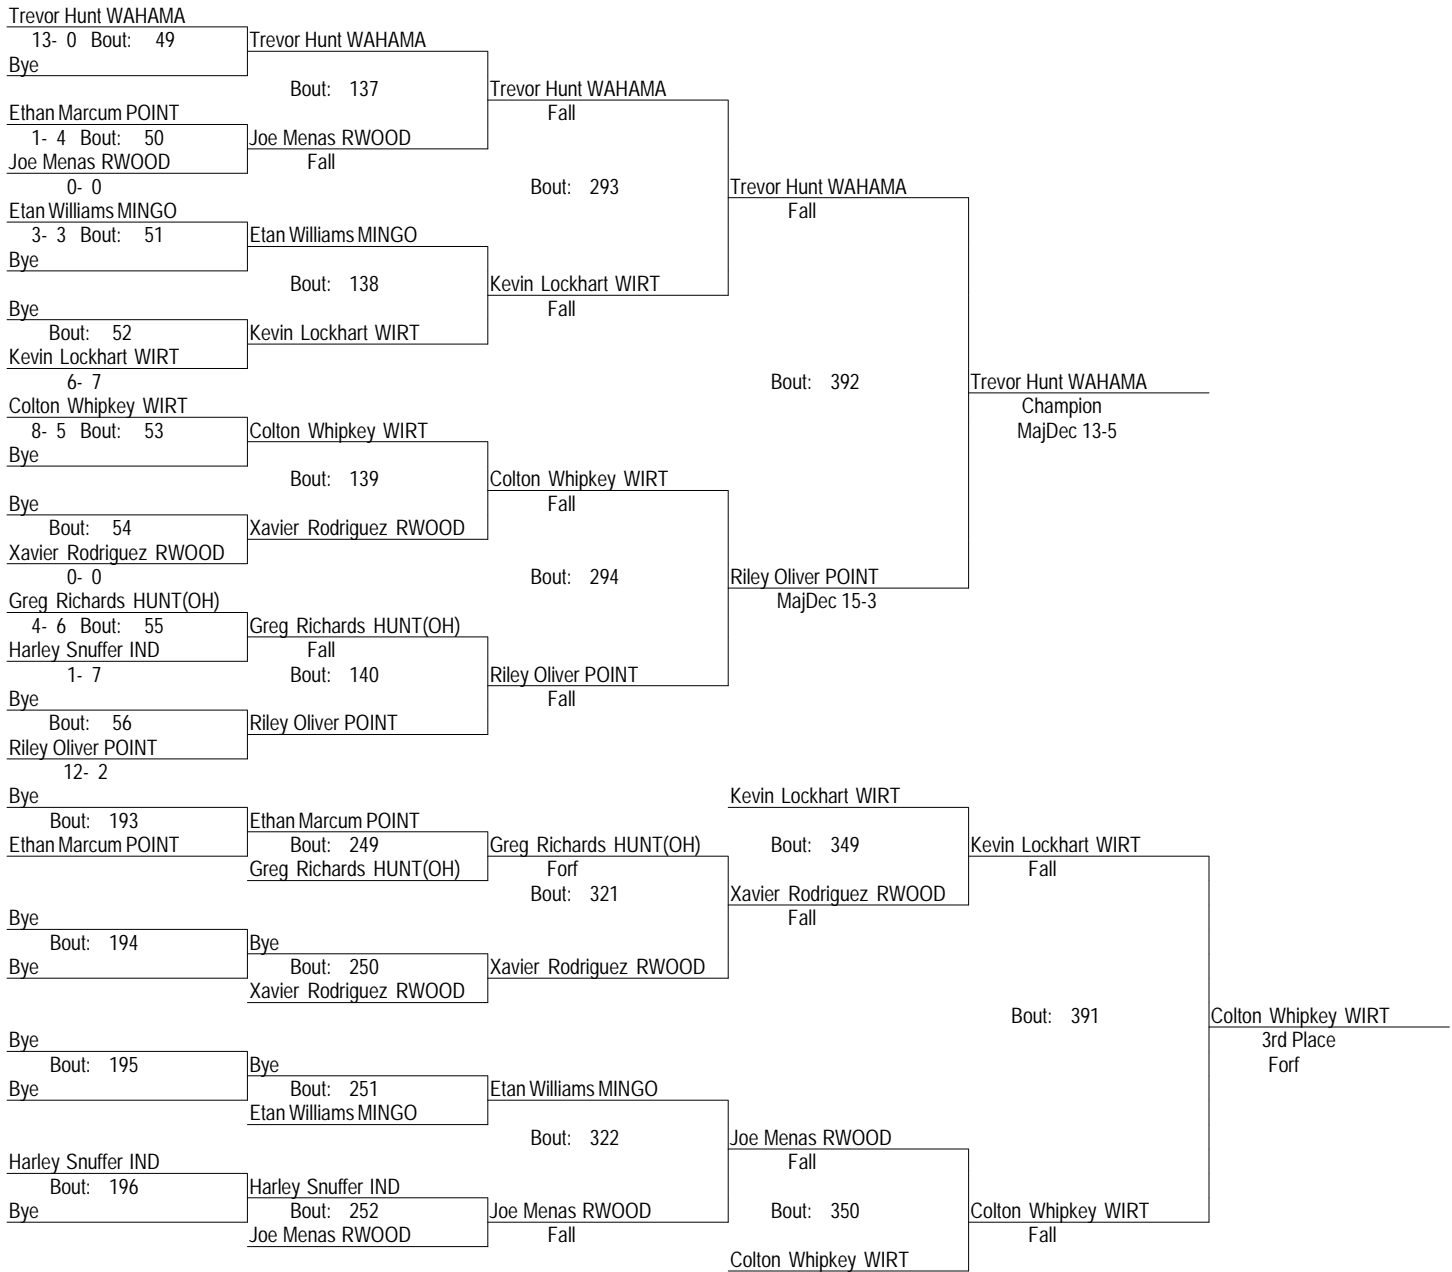 Trevor Hunt WAHAMA
13- 0 Bout: 49 Trevor Hunt WAHAMA
Bye
Bout: 137 Trevor Hunt WAHAMA
Ethan Marcum POINT Fall
1- 4 Bout: 50 Joe Menas RWOOD
Joe Menas RWOOD Fall
0- 0 Bout: 293 Trevor Hunt WAHAMA
Etan Williams MINGO Fall
3- 3 Bout: 51 Etan Williams MINGO
Bye
Bout: 138 Kevin Lockhart WIRT
Bye Fall
Bout: 52 Kevin Lockhart WIRT
Kevin Lockhart WIRT
6- 7 Bout: 392 Trevor Hunt WAHAMA
Colton Whipkey WIRT Champion
8- 5 Bout: 53 Colton Whipkey WIRT MajDec 13-5
Bye
Bout: 139 Colton Whipkey WIRT
Bye Fall
Bout: 54 Xavier Rodriguez RWOOD
Xavier Rodriguez RWOOD
0- 0 Bout: 294 Riley Oliver POINT
Greg Richards HUNT(OH) MajDec 15-3
4- 6 Bout: 55 Greg Richards HUNT(OH)
Harley Snuffer IND Fall
1- 7 Bout: 140 Riley Oliver POINT
Bye Fall
Bout: 56 Riley Oliver POINT
Riley Oliver POINT
12- 2
Bye Kevin Lockhart WIRT
Bout: 193 Ethan Marcum POINT
Ethan Marcum POINT Bout: 249 Greg Richards HUNT(OH) Bout: 349 Kevin Lockhart WIRT
Greg Richards HUNT(OH) Forf Fall
Bout: 321 Xavier Rodriguez RWOOD
Bye Fall
Bout: 194 Bye
Bye Bout: 250 Xavier Rodriguez RWOOD
Xavier Rodriguez RWOOD
Bout: 391 Colton Whipkey WIRT
Bye 3rd Place
Bout: 195 Bye Forf
Bye Bout: 251 Etan Williams MINGO
Etan Williams MINGO
Bout: 322 Joe Menas RWOOD
Harley Snuffer IND Fall
Bout: 196 Harley Snuffer IND
Bye Bout: 252 Joe Menas RWOOD Bout: 350 Colton Whipkey WIRT
Joe Menas RWOOD Fall Fall
Colton Whipkey WIRT